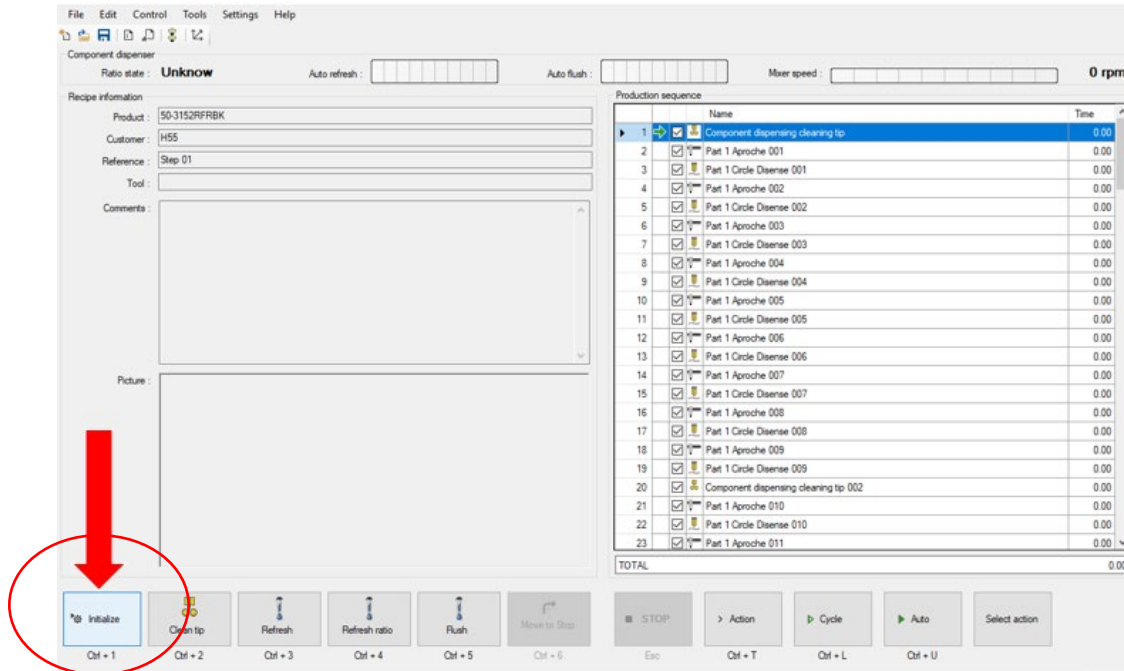 File Edit Control Tools Settings Help
Component dispenser
Ratio state : Unknow Auto refresh : Auto flush : Mixer speed : 0 rpm
Recipe information
Product : 50-3152RFRBK
Customer : H55
Reference : Step 01
Tool :
Comments :
Picture :
Production sequence
Name Time
1 Component dispensing cleaning tip 0.00
2 Part 1 Aproche 001 0.00
3 Part 1 Circle Disense 001 0.00
4 Part 1 Aproche 002 0.00
5 Part 1 Circle Disense 002 0.00
6 Part 1 Aproche 003 0.00
7 Part 1 Circle Disense 003 0.00
8 Part 1 Aproche 004 0.00
9 Part 1 Circle Disense 004 0.00
10 Part 1 Aproche 005 0.00
11 Part 1 Circle Disense 005 0.00
12 Part 1 Aproche 006 0.00
13 Part 1 Circle Disense 006 0.00
14 Part 1 Aproche 007 0.00
15 Part 1 Circle Disense 007 0.00
16 Part 1 Aproche 008 0.00
17 Part 1 Circle Disense 008 0.00
18 Part 1 Aproche 009 0.00
19 Part 1 Circle Disense 009 0.00
20 Component dispensing cleaning tip 002 0.00
21 Part 1 Aproche 010 0.00
22 Part 1 Circle Disense 010 0.00
23 Part 1 Aproche 011 0.00
TOTAL 0.00
Initialize Clean tip Refresh Refresh ratio Flush Move to Stop STOP Action Cycle Auto Select action
Ctrl + 1 Ctrl + 2 Ctrl + 3 Ctrl + 4 Ctrl + 5 Ctrl + 6 Esc Ctrl + T Ctrl + L Ctrl + U